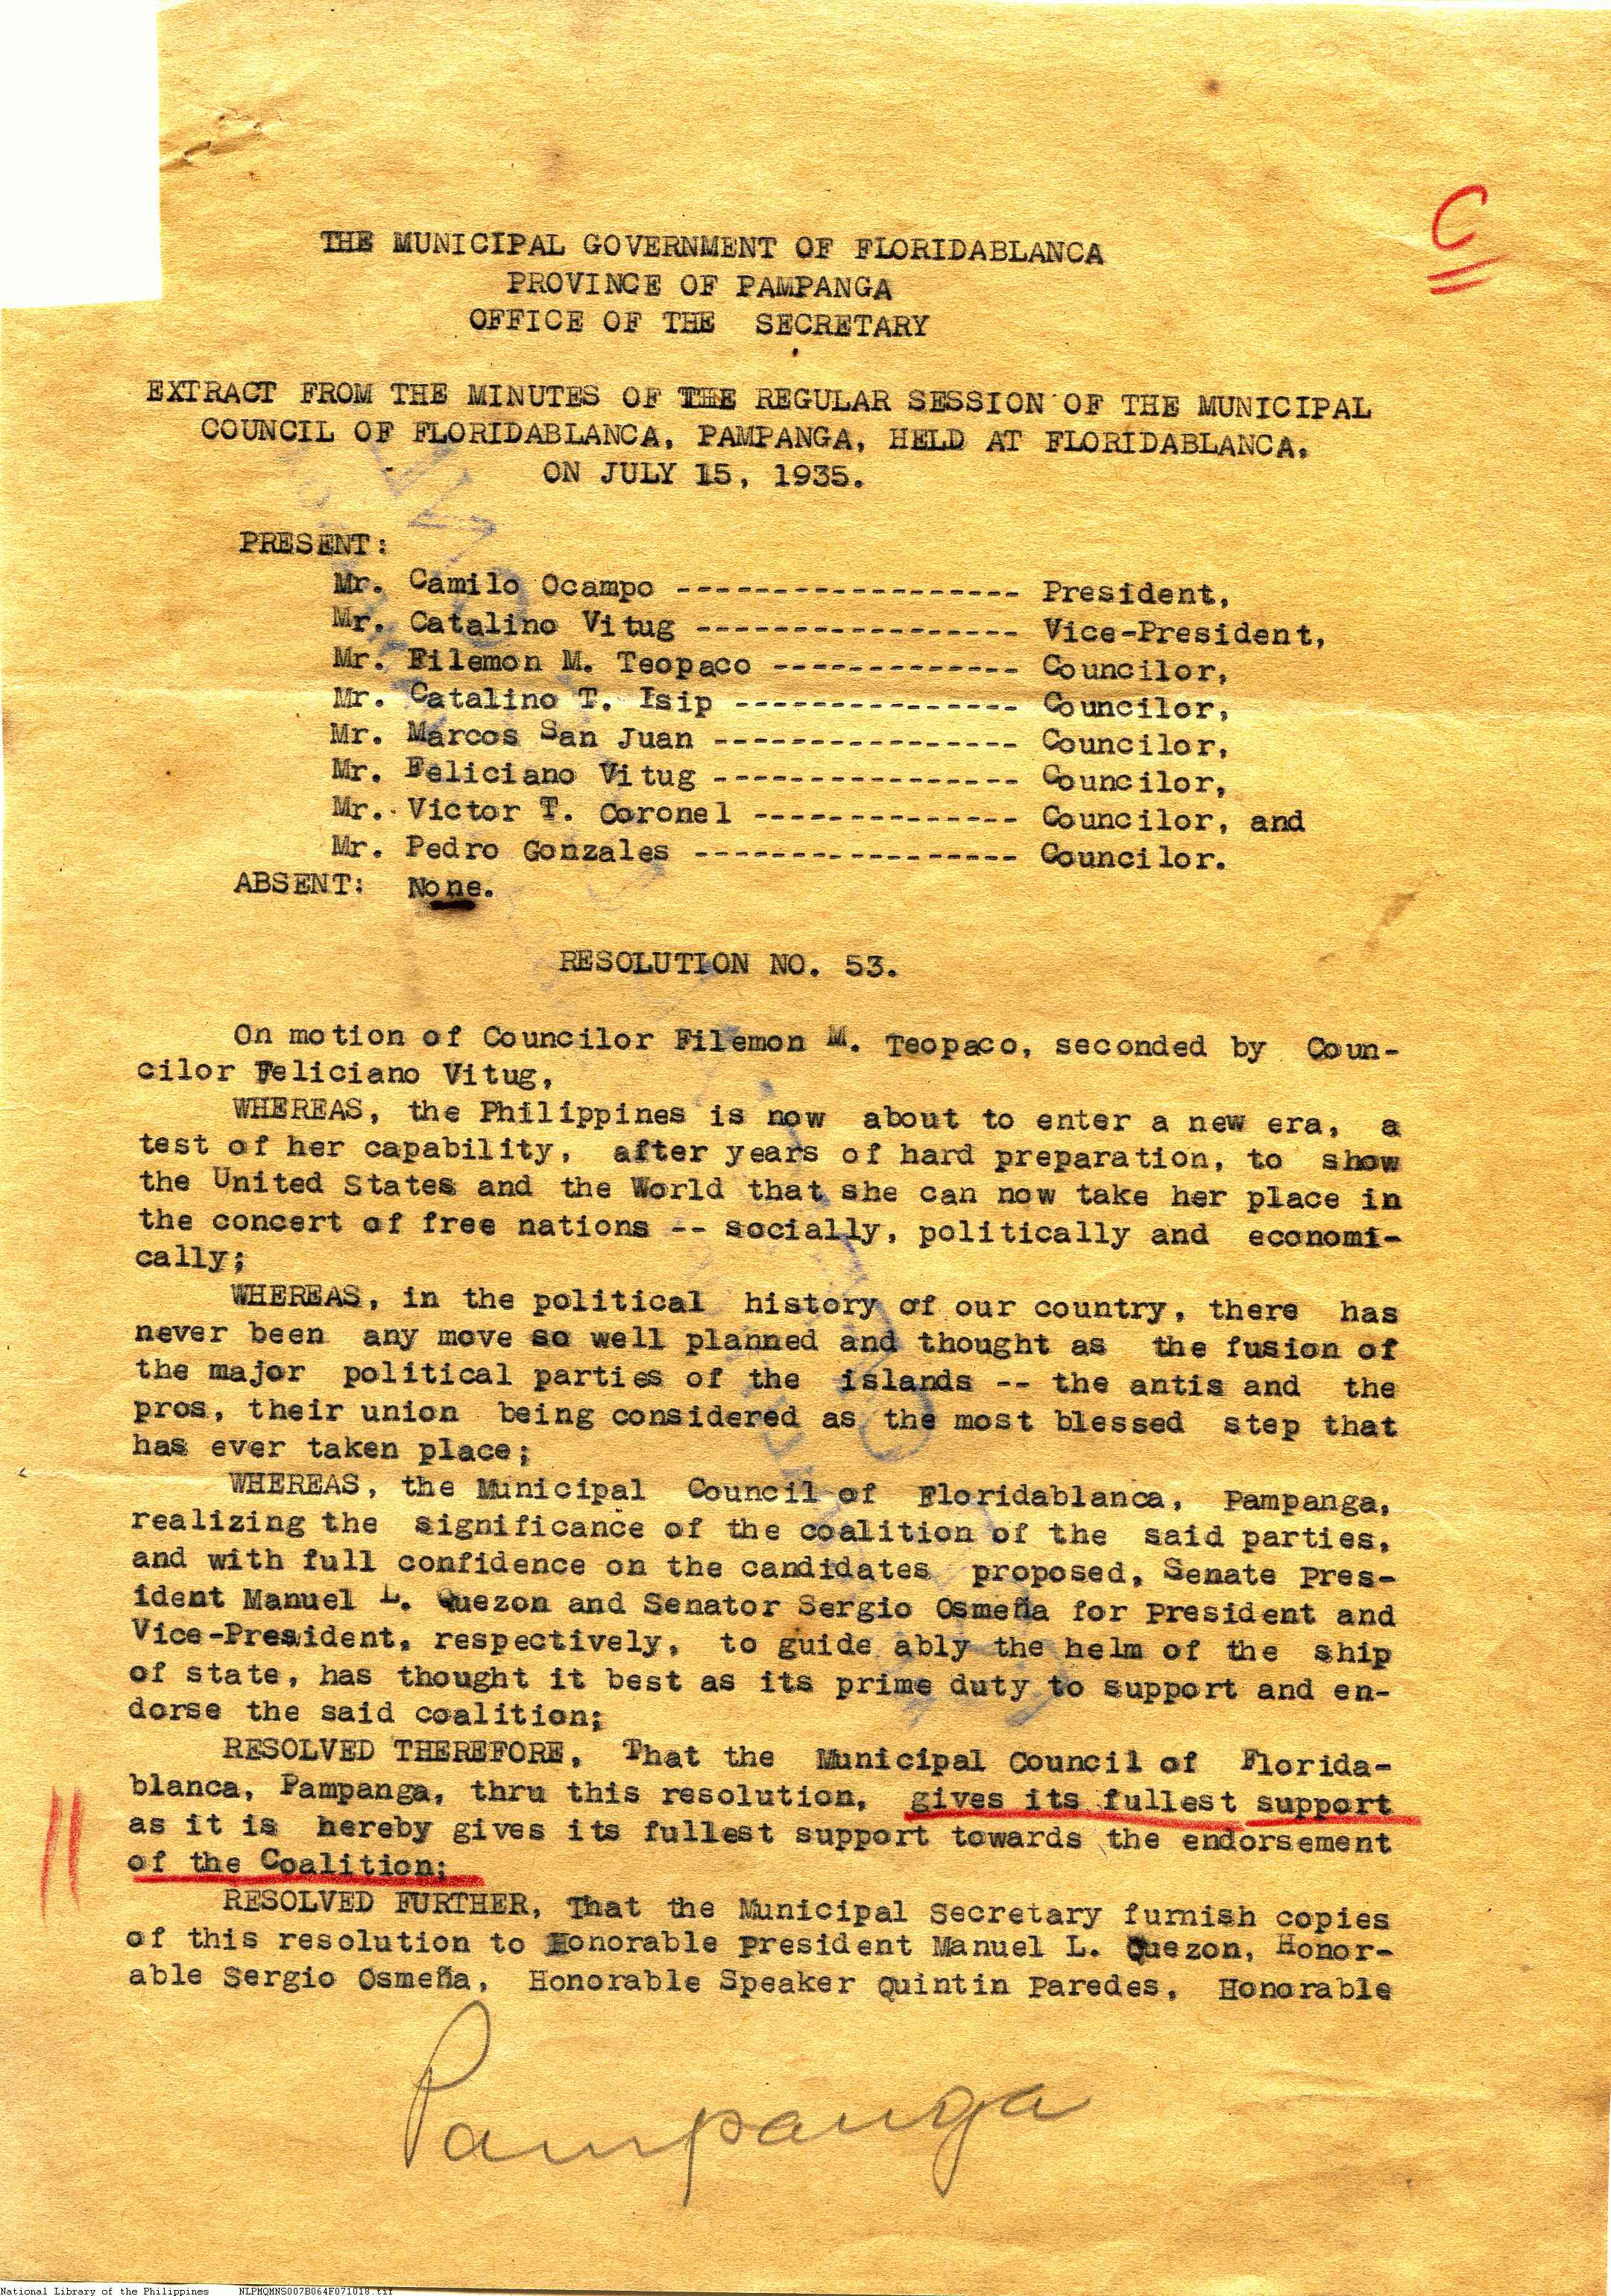 C
THE MUNICIPAL GOVERNMENT OF FLORIDABLANCA
PROVINCE OF PAMPANGA
OFFICE OF THE SECRETARY
EXTRACT FROM THE MINUTES OF THE REGULAR SESSION OF THE MUNICIPAL
COUNCIL OF FLORIDABLANCA, PAMPANGA, HELD AT FLORIDABLANCA,
ON JULY 15, 1935.
PRESENT:
Mr. Camilo Ocampo ------------------ President,
Mr. Catalino Vitug ----------------- Vice-President,
Mr. Filemon M. Teopaco ------------- Councilor,
Mr. Catalino T. Isip --------------- Councilor,
Mr. Marcos San Juan ---------------- Councilor,
Mr. Feliciano Vitug ---------------- Councilor,
Mr. Victor T. Coronel -------------- Councilor, and
Mr. Pedro Gonzales ----------------- Councilor.
ABSENT: None.
RESOLUTION NO. 53.
On motion of Councilor Filemon M. Teopaco, seconded by Coun-
cilor Feliciano Vitug,
WHEREAS, the Philippines is now about to enter a new era, a
test of her capability, after years of hard preparation, to show
the United States and the World that she can now take her place in
the concert of free nations -- socially, politically and economi-
cally;
WHEREAS, in the political history of our country, there has
never been any move so well planned and thought as the fusion of
the major political parties of the islands -- the antis and the
pros, their union being considered as the most blessed step that
has ever taken place;
WHEREAS, the Municipal Council of Floridablanca, Pampanga,
realizing the significance of the coalition of the said parties,
and with full confidence on the candidates proposed, Senate Pres-
ident Manuel L. Quezon and Senator Sergio Osmeña for President and
Vice-President, respectively, to guide ably the helm of the ship
of state, has thought it best as its prime duty to support and en-
dorse the said coalition;
RESOLVED THEREFORE, That the Municipal Council of Florida-
blanca, Pampanga, thru this resolution, gives its fullest support
as it is hereby gives its fullest support towards the endorsement
of the Coalition;
RESOLVED FURTHER, That the Municipal Secretary furnish copies
of this resolution to Honorable President Manuel L. Quezon, Honor-
able Sergio Osmeña, Honorable Speaker Quintin Paredes, Honorable
Pampanga
National Library of the Philippines NLPMQMNS007B064F071018.tif